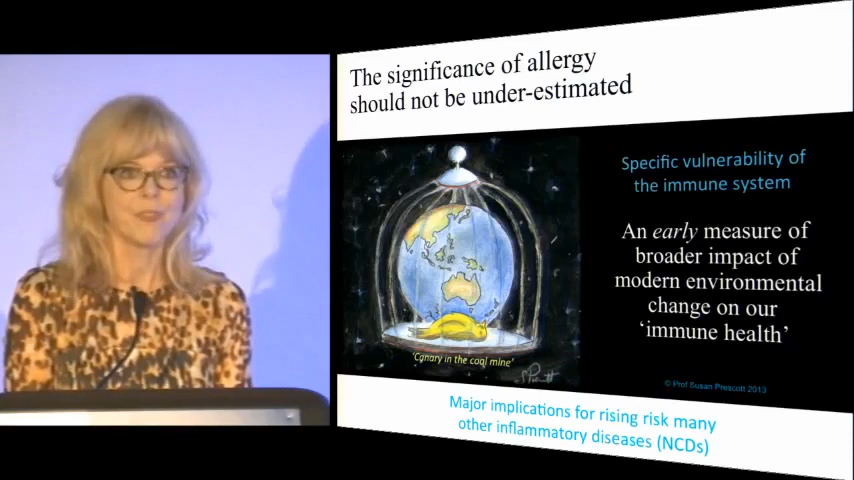 The significance of allergy
should not be under-estimated
Specific vulnerability of
the immune system
An early measure of
broader impact of
modern environmental
change on our
‘immune health’
'Canary in the coal mine'
© Prof Susan Prescott 2013
Major implications for rising risk many
other inflammatory diseases (NCDs)